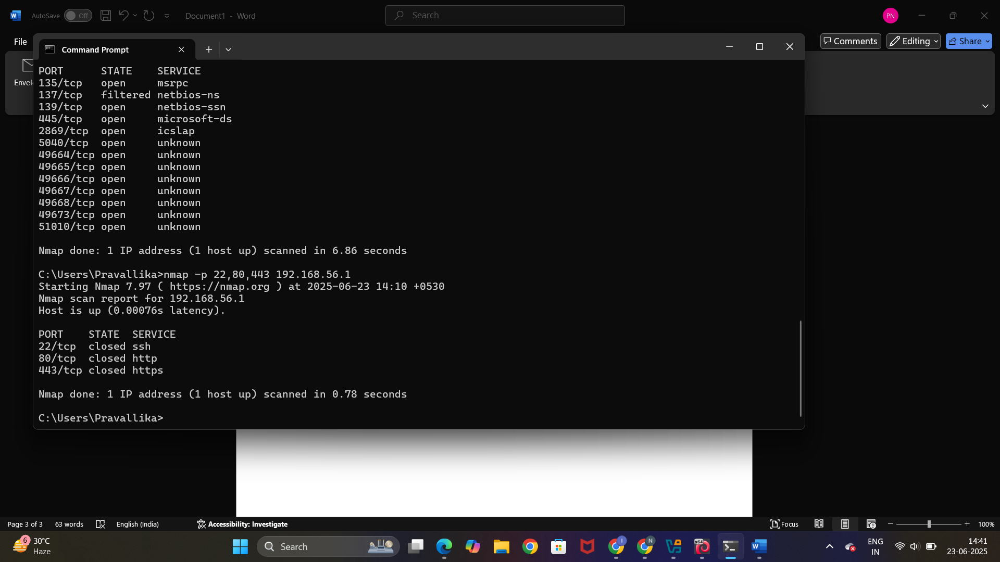 AutoSave Off Document1 - Word Search PN
File Comments Editing Share
Command Prompt
Envel
PORT STATE SERVICE
135/tcp open msrpc
137/tcp filtered netbios-ns
139/tcp open netbios-ssn
445/tcp open microsoft-ds
2869/tcp open icslap
5040/tcp open unknown
49664/tcp open unknown
49665/tcp open unknown
49666/tcp open unknown
49667/tcp open unknown
49668/tcp open unknown
49673/tcp open unknown
51010/tcp open unknown
Nmap done: 1 IP address (1 host up) scanned in 6.86 seconds
C:\Users\Pravallika>nmap -p 22,80,443 192.168.56.1
Starting Nmap 7.97 ( https://nmap.org ) at 2025-06-23 14:10 +0530
Nmap scan report for 192.168.56.1
Host is up (0.00076s latency).
PORT STATE SERVICE
22/tcp closed ssh
80/tcp closed http
443/tcp closed https
Nmap done: 1 IP address (1 host up) scanned in 0.78 seconds
C:\Users\Pravallika>
Page 3 of 3 63 words English (India) Accessibility: Investigate Focus 100%
6 30°C
Haze
Search
I
N
x64
ENG
IN
14:41
23-06-2025